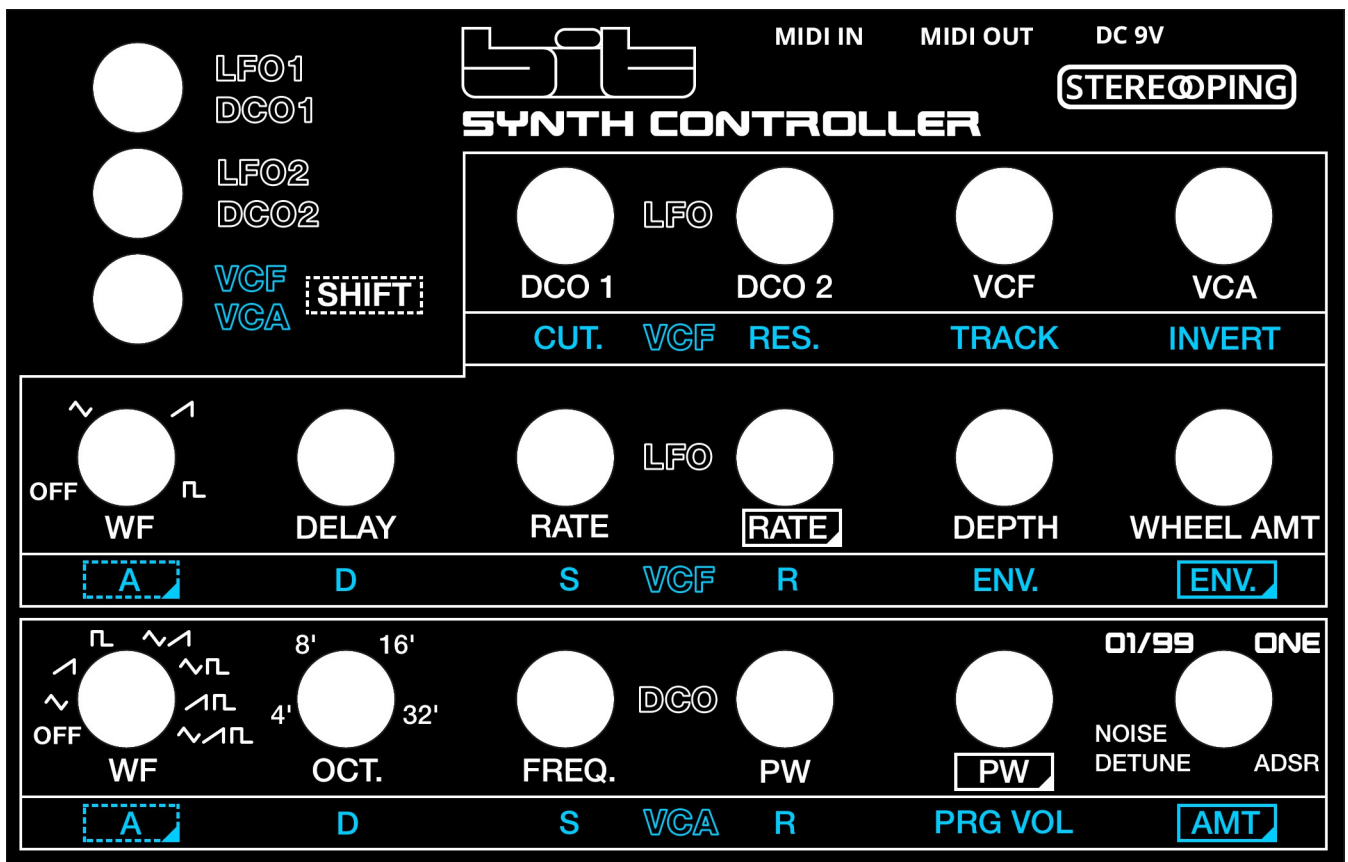 bit
SYNTH CONTROLLER
MIDI IN MIDI OUT DC 9V
STEREOOPING
LFO1
DCO1
LFO2
DCO2
VCF
VCA
SHIFT
LFO
DCO 1 DCO 2 VCF VCA
CUT. VCF RES. TRACK INVERT
OFF LFO
WF DELAY RATE RATE DEPTH WHEEL AMT
A D S VCF R ENV. ENV.
8' 16' 01/99 ONE
4' 32' DCO
OFF NOISE
WF OCT. FREQ. PW PW DETUNE ADSR
A D S VCA R PRG VOL AMT